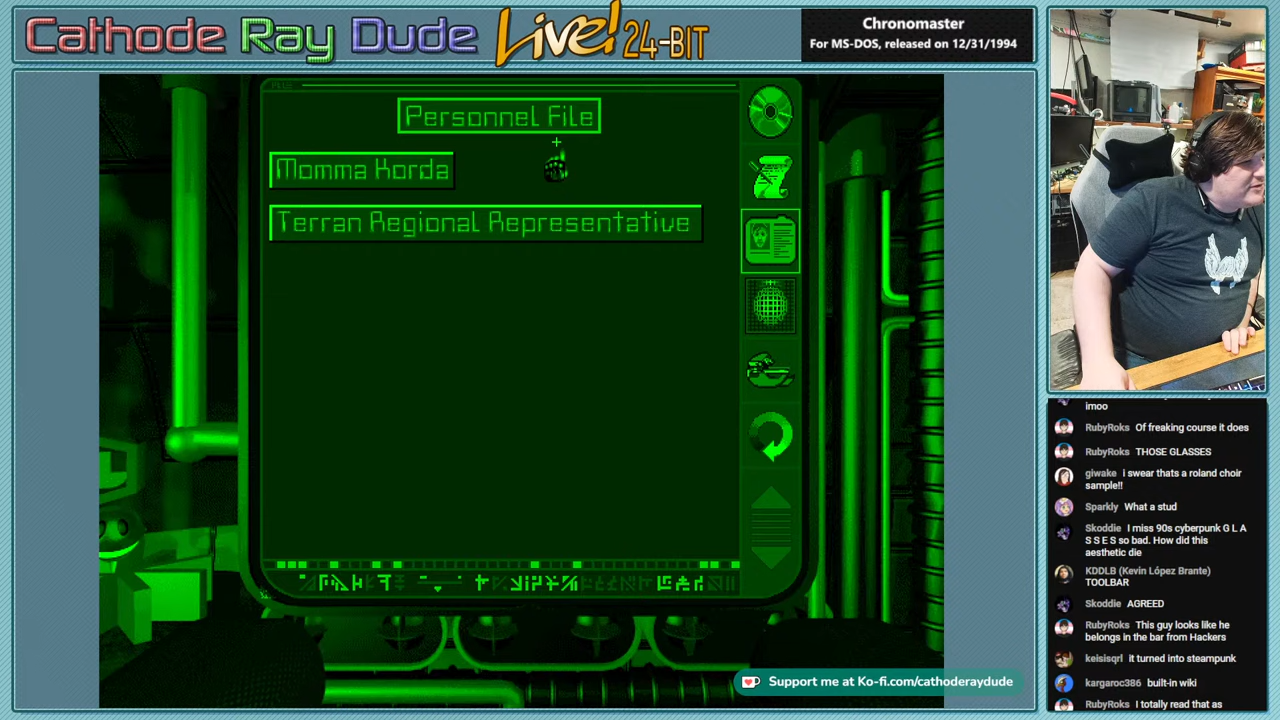 Cathode Ray Dude Live! 24-BIT
Chronomaster
For MS-DOS, released on 12/31/1994
Personnel File
Momma Korda
Terran Regional Representative
Support me at Ko-fi.com/cathoderaydude
imoo
RubyRoks Of freaking course it does
RubyRoks THOSE GLASSES
giwake i swear thats a roland choir
sample!!
Sparkly What a stud
Skoddie I miss 90s cyberpunk G L A
S S E S so bad. How did this
aesthetic die
KDDLB (Kevin López Brante)
TOOLBAR
Skoddie AGREED
RubyRoks This guy looks like he
belongs in the bar from Hackers
keisisqrl it turned into steampunk
kargaroc386 built-in wiki
RubyRoks I totally read that as